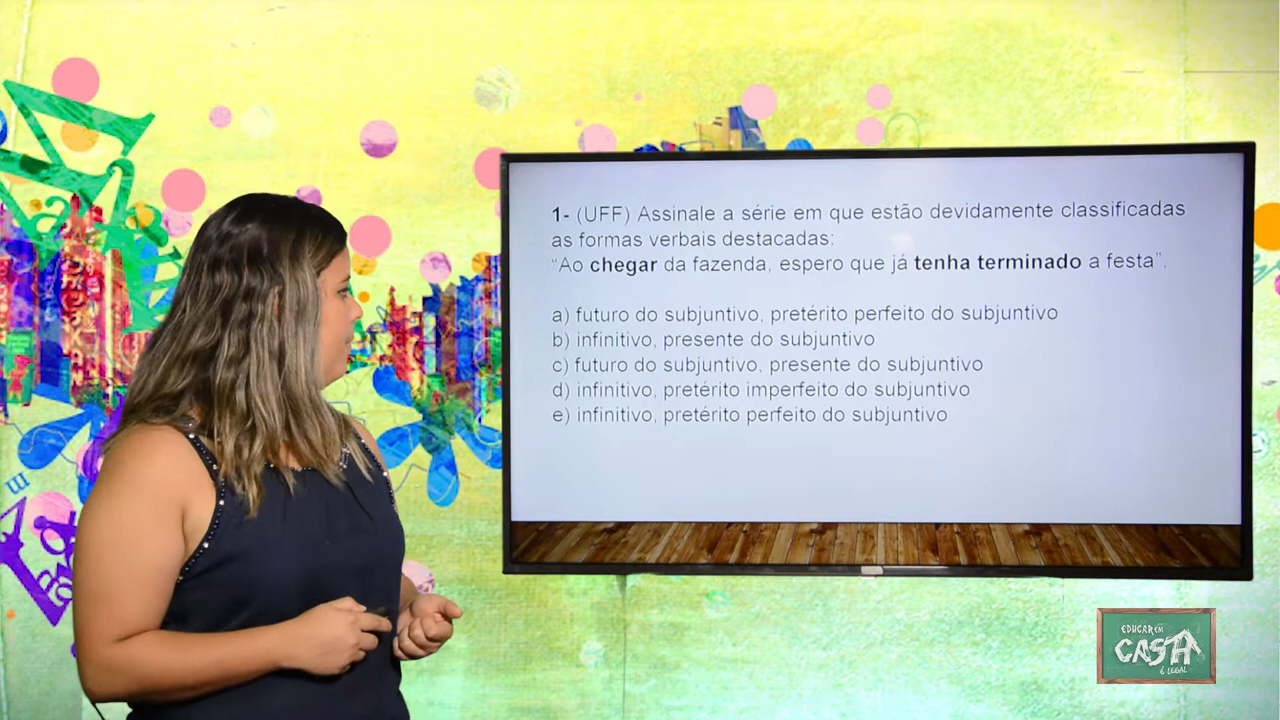 1- (UFF) Assinale a série em que estão devidamente classificadas
as formas verbais destacadas:
“Ao chegar da fazenda, espero que já tenha terminado a festa”.
a) futuro do subjuntivo, pretérito perfeito do subjuntivo
b) infinitivo, presente do subjuntivo
c) futuro do subjuntivo, presente do subjuntivo
d) infinitivo, pretérito imperfeito do subjuntivo
e) infinitivo, pretérito perfeito do subjuntivo
EDUCAR EM
CASA
É LEGAL